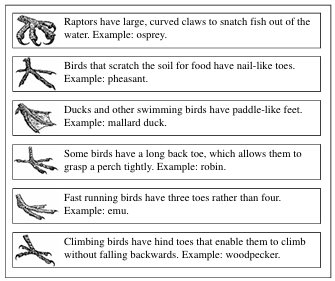 Raptors have large, curved claws to snatch fish out of the
water. Example: osprey.
Birds that scratch the soil for food have nail-like toes.
Example: pheasant.
Ducks and other swimming birds have paddle-like feet.
Example: mallard duck.
Some birds have a long back toe, which allows them to
grasp a perch tightly. Example: robin.
Fast running birds have three toes rather than four.
Example: emu.
Climbing birds have hind toes that enable them to climb
without falling backwards. Example: woodpecker.